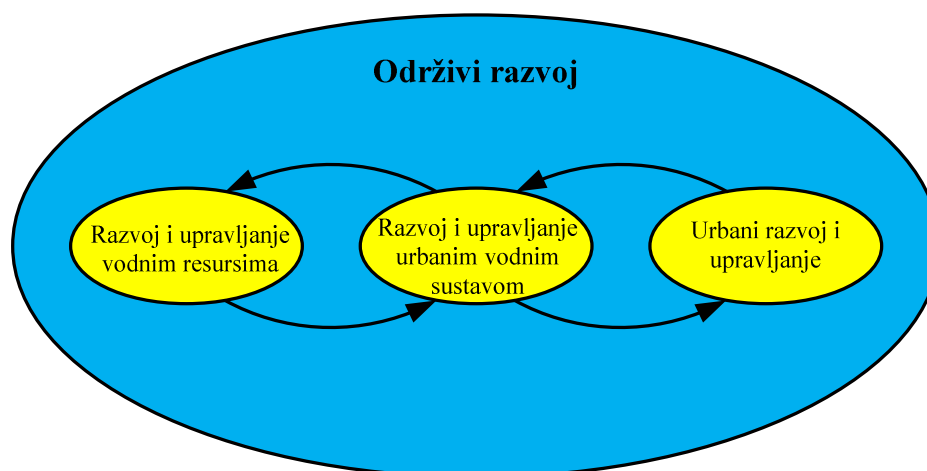 Održivi razvoj
Razvoj i upravljanje
vodnim resursima
Razvoj i upravljanje
urbanim vodnim
sustavom
Urbani razvoj i
upravljanje